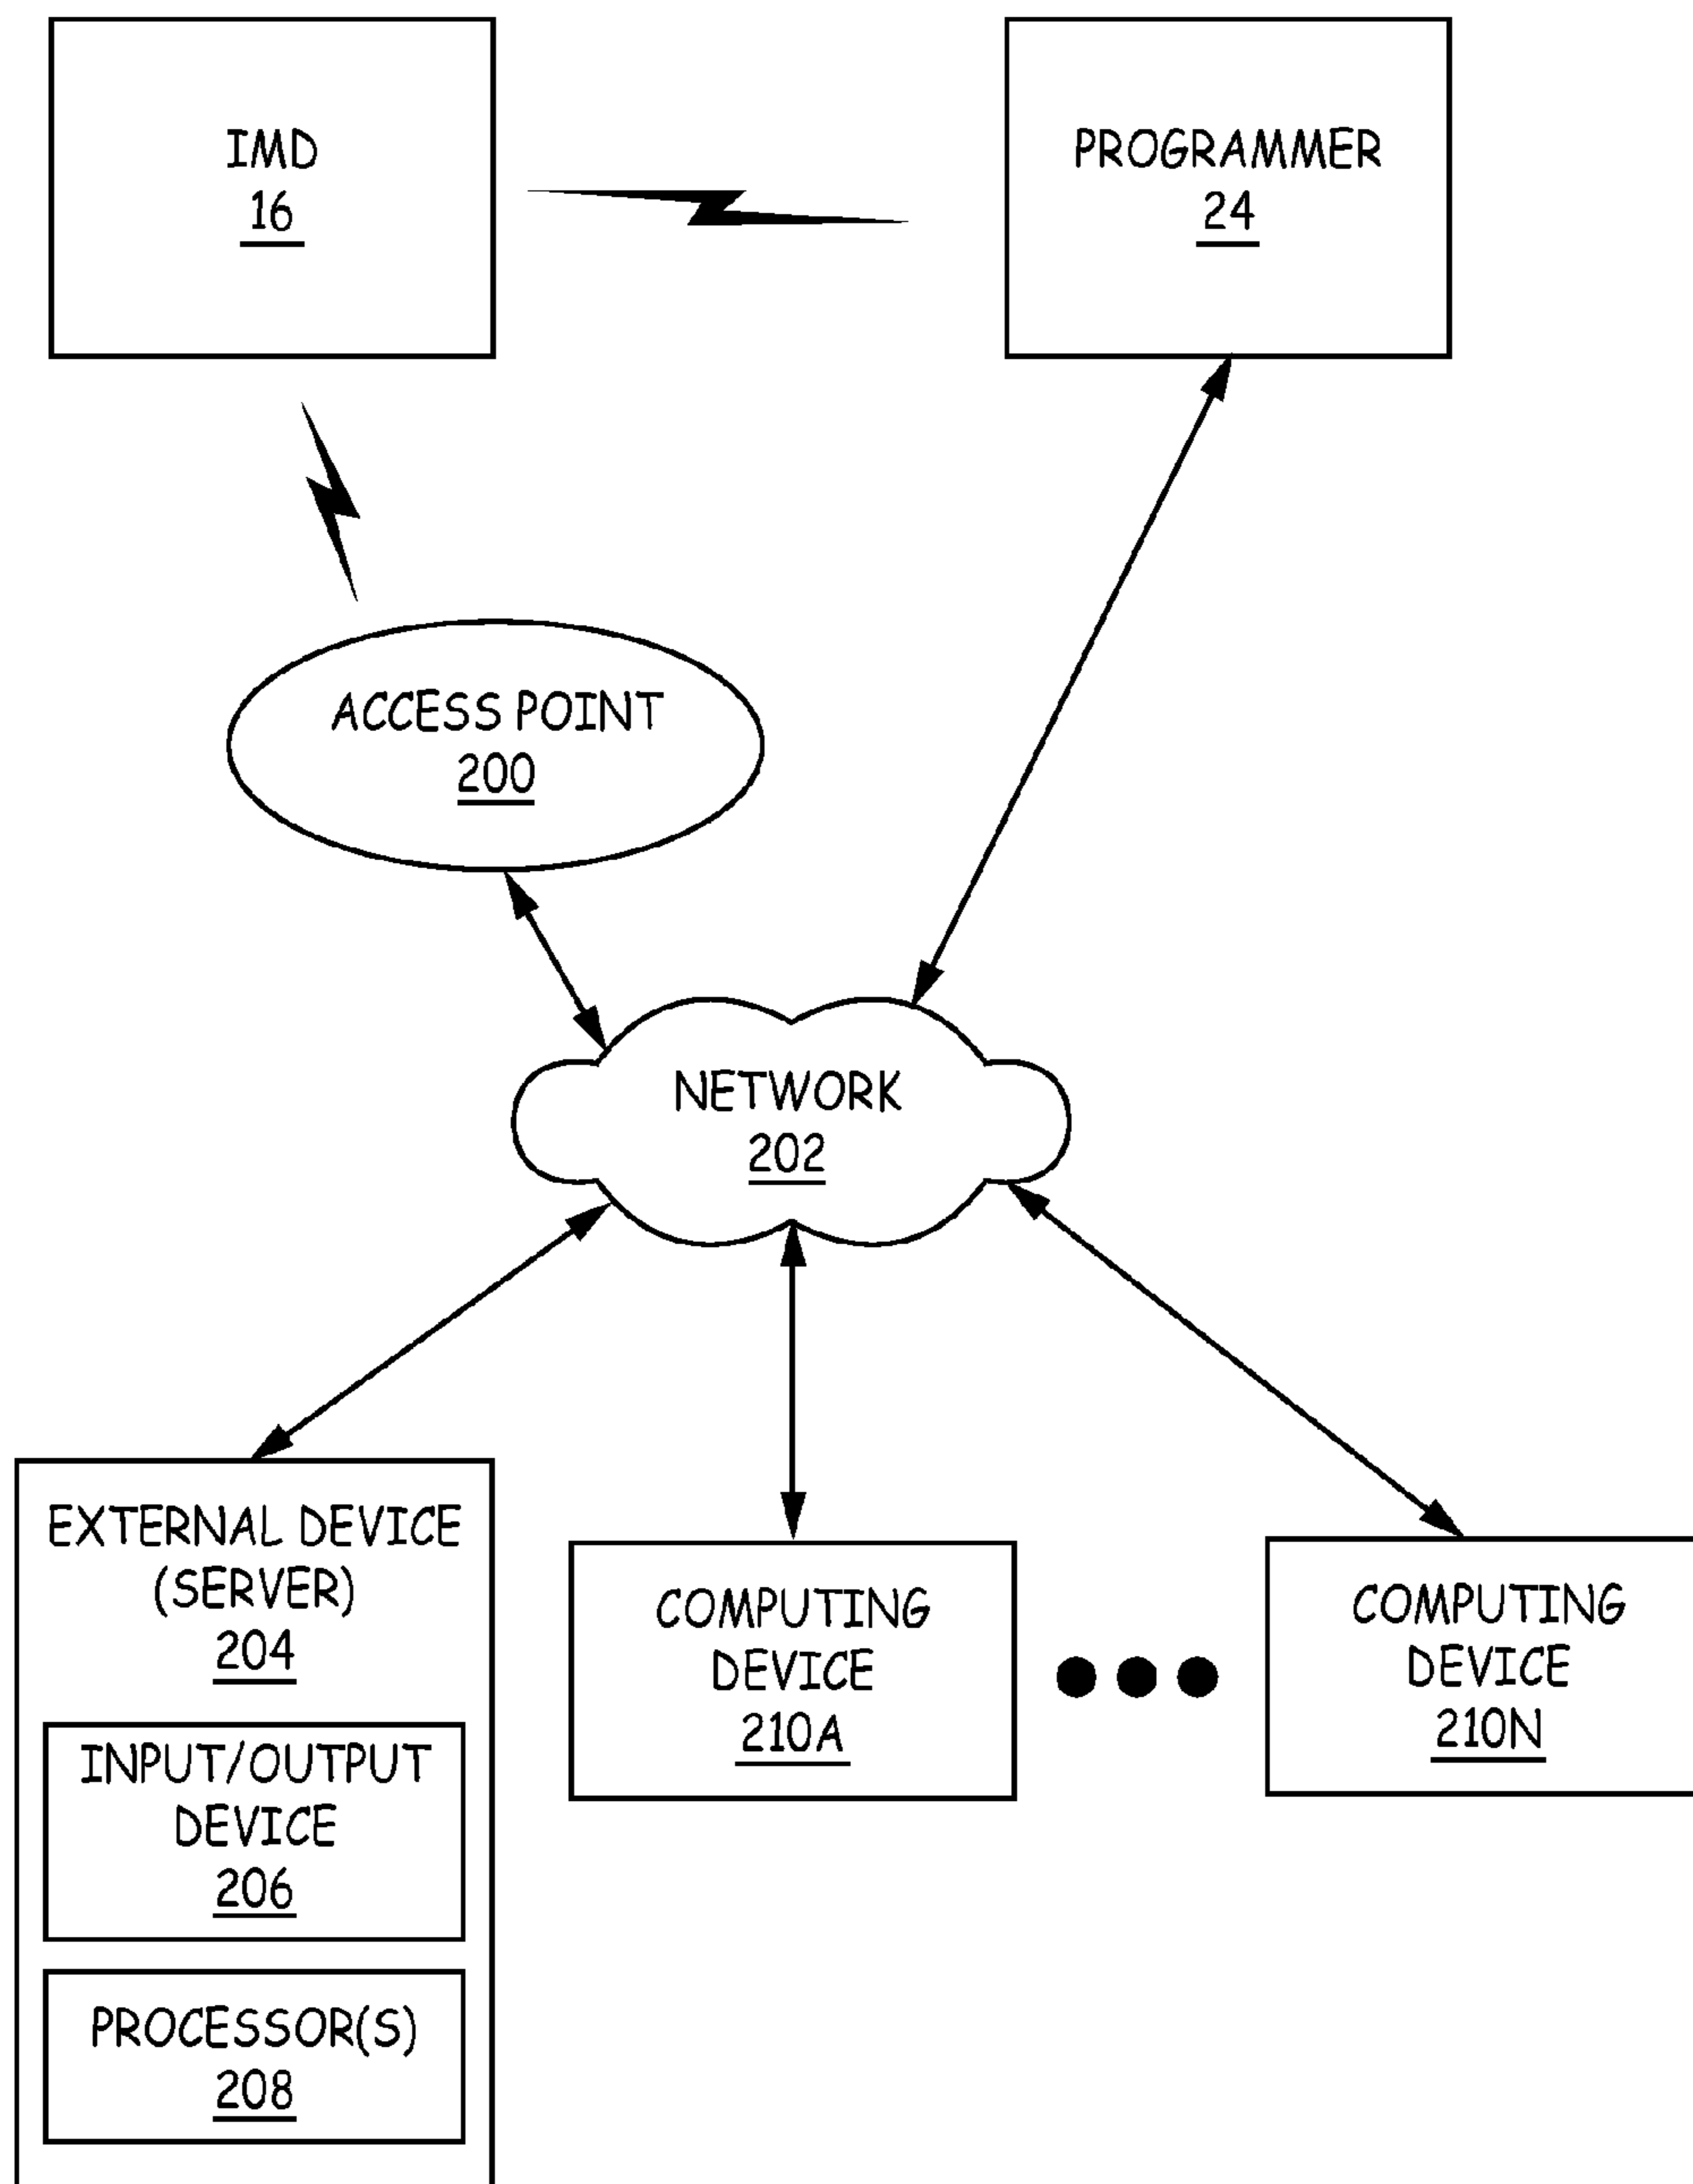 IMD
16
PROGRAMMER
24
ACCESS POINT
200
NETWORK
202
EXTERNAL DEVICE
(SERVER)
204
INPUT/OUTPUT
DEVICE
206
PROCESSOR(S)
208
COMPUTING
DEVICE
210A
COMPUTING
DEVICE
210N